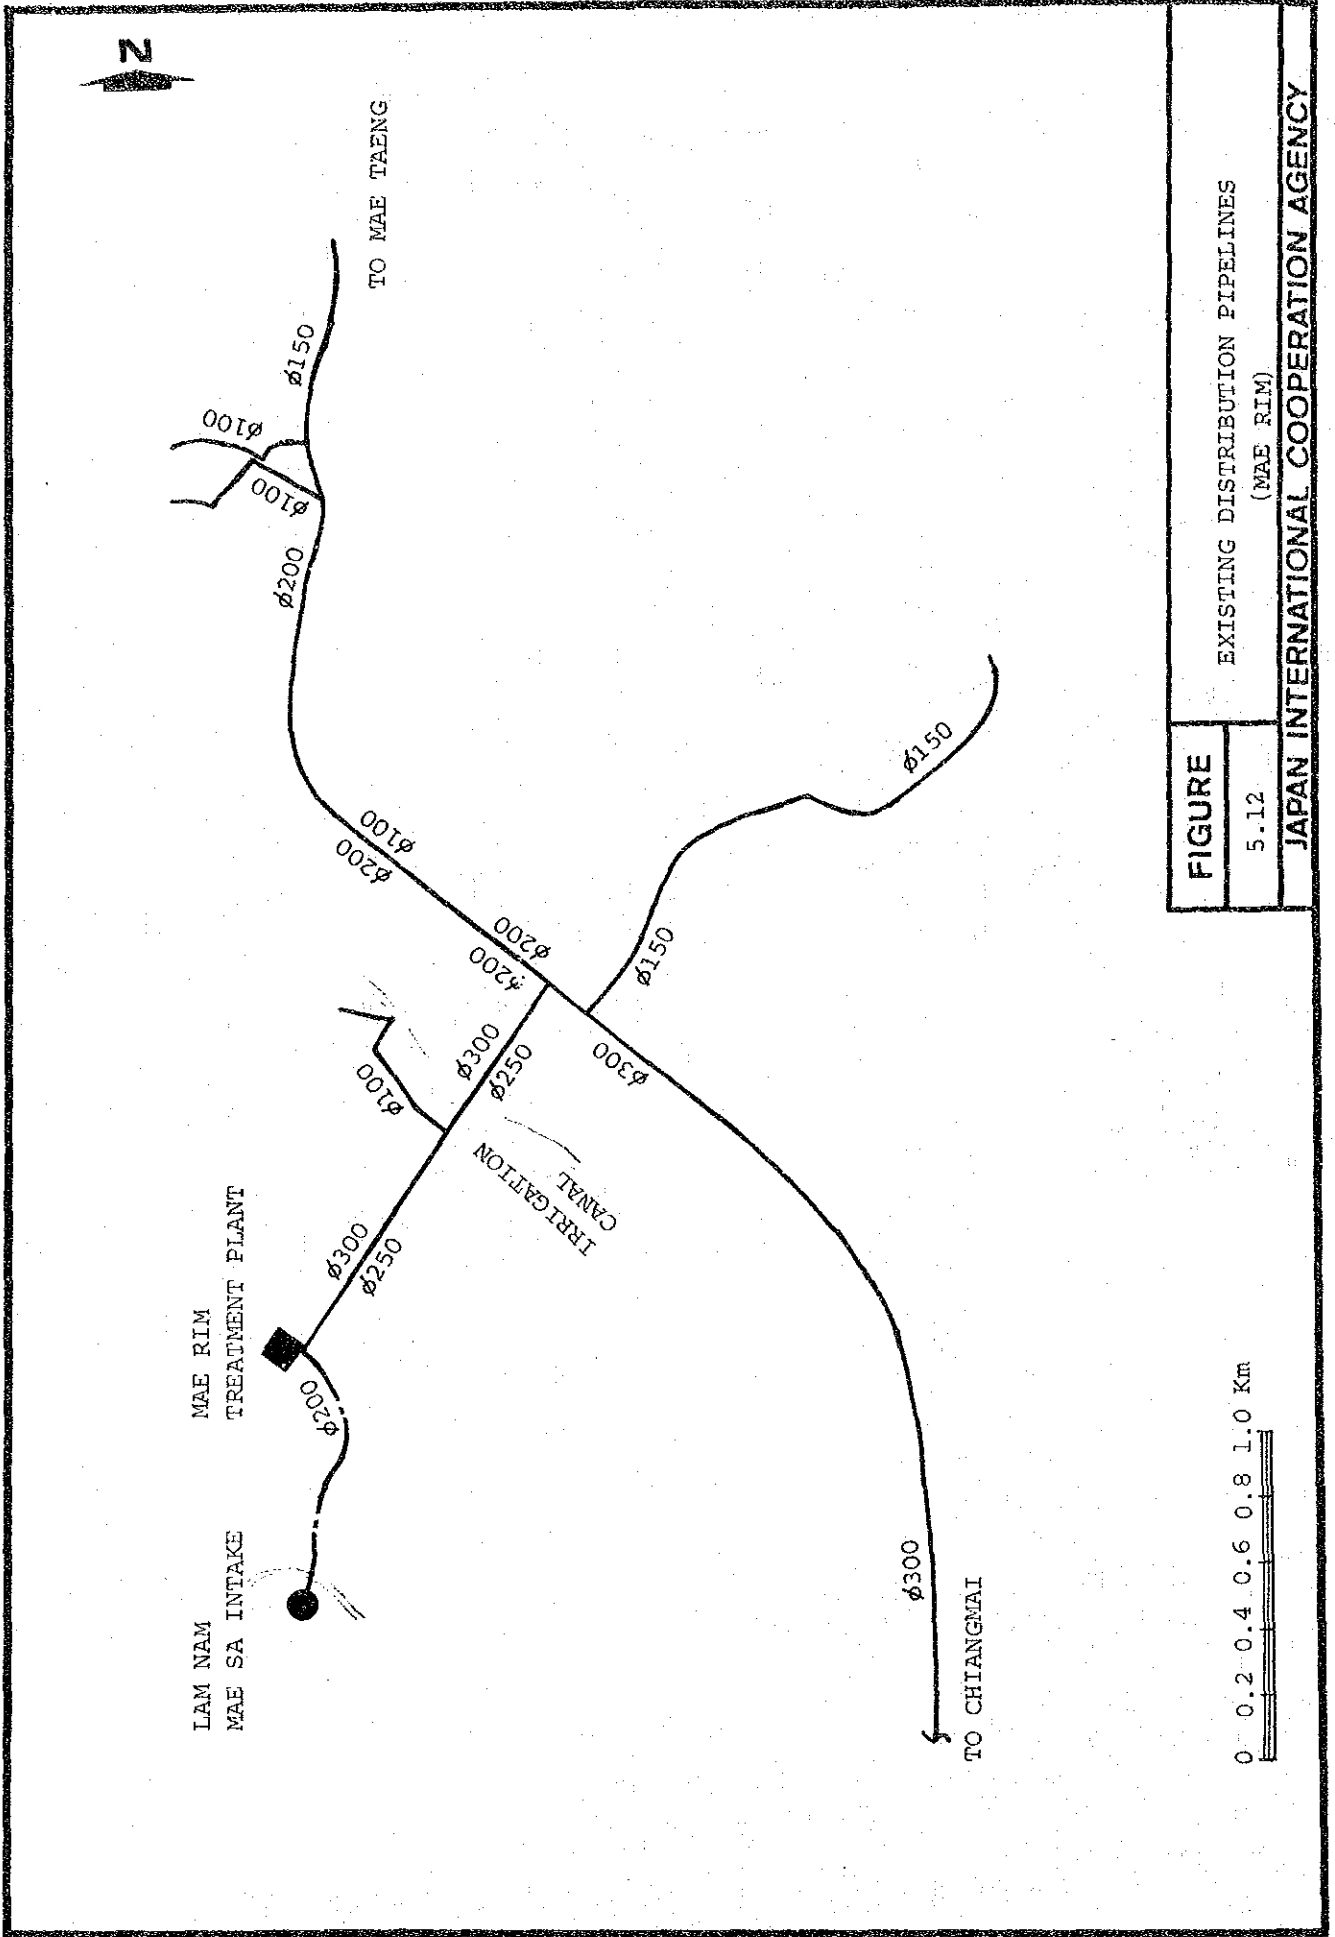 N
TO MAE TAENG
ø150
ø100
ø100
ø200
ø100
ø200
ø200
ø200
ø150
ø150
ø300
ø250
ø100
IRRIGATION
CANAL
ø300
ø300
ø250
MAE RIM
TREATMENT PLANT
ø200
LAM NAM
MAE SA INTAKE
ø300
TO CHIANGMAI
0 0.2 0.4 0.6 0.8 1.0 Km
FIGURE
5.12
EXISTING DISTRIBUTION PIPELINES
(MAE RIM)
JAPAN INTERNATIONAL COOPERATION AGENCY